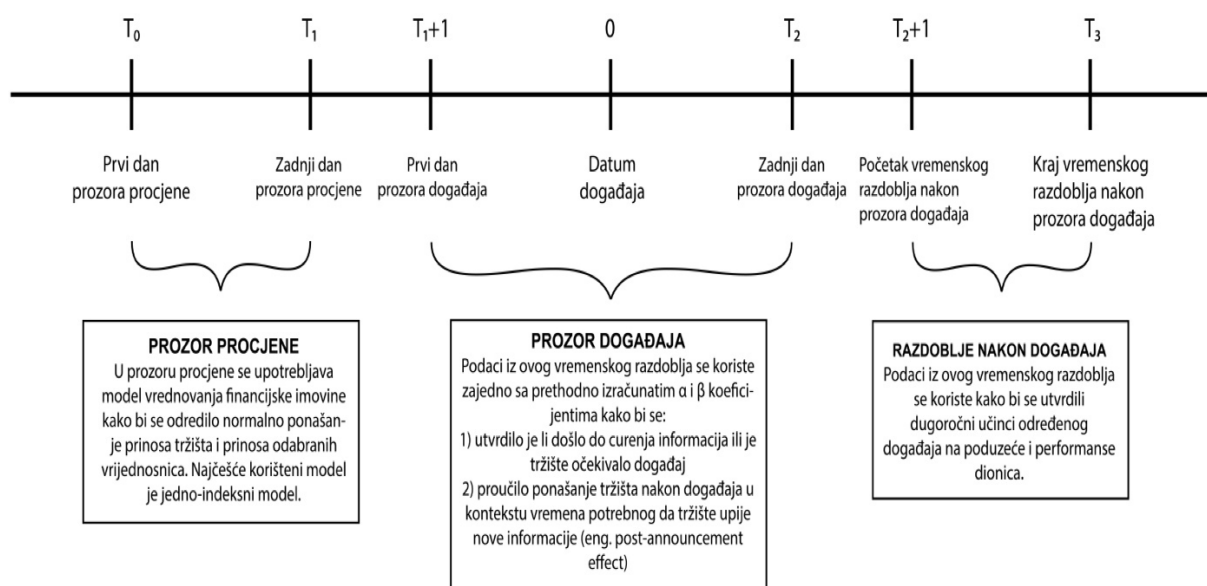 T₀
T₁
T₁+1
0
T₂
T₂+1
T₃
Prvi dan
prozora procjene
Zadnji dan
prozora procjene
Prvi dan
prozora događaja
Datum
događaja
Zadnji dan
prozora događaja
Početak vremenskog
razdoblja nakon
prozora događaja
Kraj vremenskog
razdoblja nakon
prozora događaja
PROZOR PROCJENE
U prozoru procjene se upotrebljava
model vrednovanja financijske imovine
kako bi se odredilo normalno ponašan-
je prinosa tržišta i prinosa odabranih
vrijednosnica. Najčešće korišteni model
je jedno-indeksni model.
PROZOR DOGAĐAJA
Podaci iz ovog vremenskog razdoblja se koriste
zajedno sa prethodno izračunatim α i β koefici-
jentima kako bi se:
1) utvrdilo je li došlo do curenja informacija ili je
tržište očekivalo događaj
2) proučilo ponašanje tržišta nakon događaja u
kontekstu vremena potrebnog da tržište upije
nove informacije (eng. post-announcement
effect)
RAZDOBLJE NAKON DOGAĐAJA
Podaci iz ovog vremenskog razdoblja
se koriste kako bi se utvrdili
dugoročni učinci određenog
događaja na poduzeće i performanse
dionica.